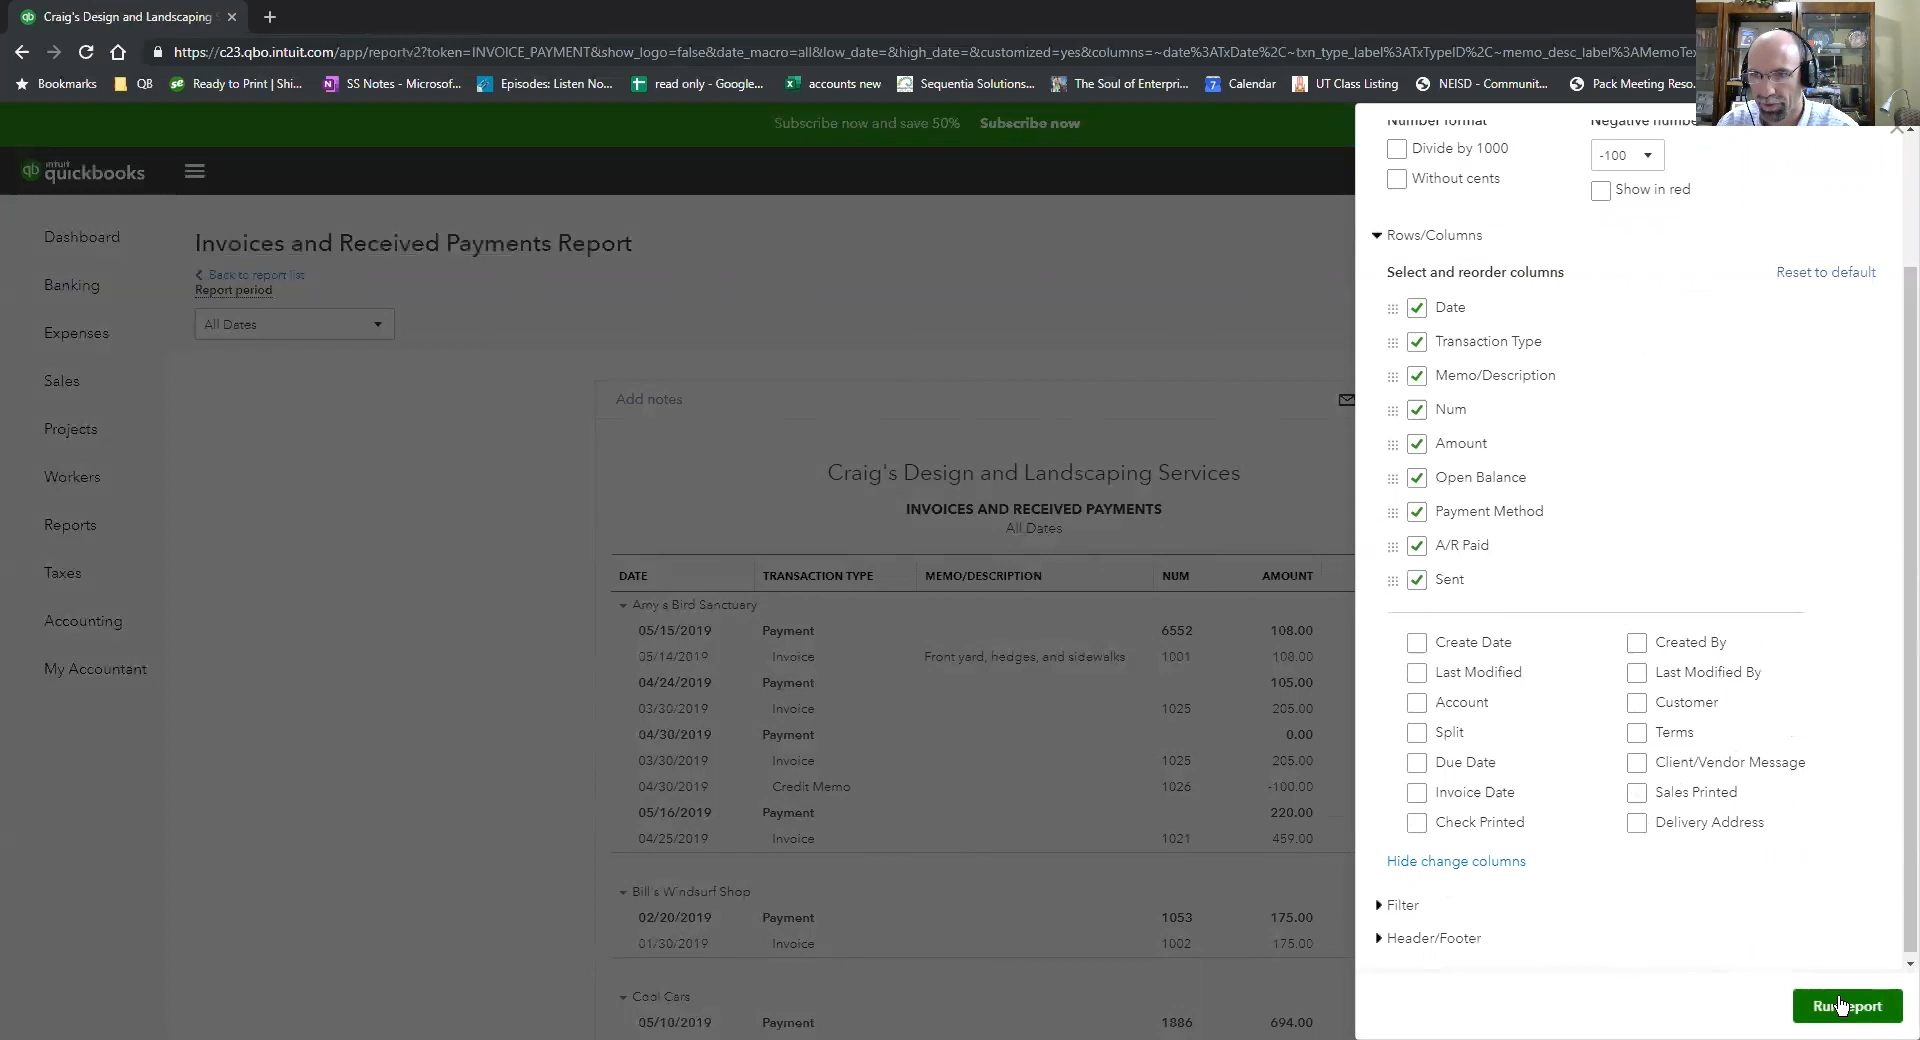 Craig's Design and Landscaping
https://c23.qbo.intuit.com/app/reportv2?token=INVOICE_PAYMENT&show_logo=false&date_macro=all&low_date=&high_date=&customized=yes&columns=~date%3ATxDate%2C~txn_type_label%3ATxTypeID%2C~memo_desc_label%3AMemoTe
Bookmarks QB Ready to Print | Shi... SS Notes - Microsof... Episodes: Listen No... read only - Google... accounts new Sequentia Solutions... The Soul of Enterpri... Calendar UT Class Listing NEISD - Communit... Pack Meeting Reso
Subscribe now and save 50% Subscribe now
intuit
quickbooks
Dashboard
Banking
Expenses
Sales
Projects
Workers
Reports
Taxes
Accounting
My Accountant
Invoices and Received Payments Report
Back to report list
Report period
All Dates
Add notes
Craig's Design and Landscaping Services
INVOICES AND RECEIVED PAYMENTS
All Dates
DATE TRANSACTION TYPE MEMO/DESCRIPTION NUM AMOUNT
Amy's Bird Sanctuary
05/15/2019 Payment 6552 108.00
05/14/2019 Invoice Front yard, hedges, and sidewalks 1001 108.00
04/24/2019 Payment 105.00
03/30/2019 Invoice 1025 205.00
04/30/2019 Payment 0.00
03/30/2019 Invoice 1025 205.00
04/30/2019 Credit Memo 1026 -100.00
05/16/2019 Payment 220.00
04/25/2019 Invoice 1021 459.00
Bill's Windsurf Shop
02/20/2019 Payment 1053 175.00
01/30/2019 Invoice 1002 175.00
Cool Cars
05/10/2019 Payment 1886 694.00
Number format Negative numbe
Divide by 1000 -100
Without cents Show in red
Rows/Columns
Select and reorder columns Reset to default
Date
Transaction Type
Memo/Description
Num
Amount
Open Balance
Payment Method
A/R Paid
Sent
Create Date Created By
Last Modified Last Modified By
Account Customer
Split Terms
Due Date Client/Vendor Message
Invoice Date Sales Printed
Check Printed Delivery Address
Hide change columns
Filter
Header/Footer
Run report